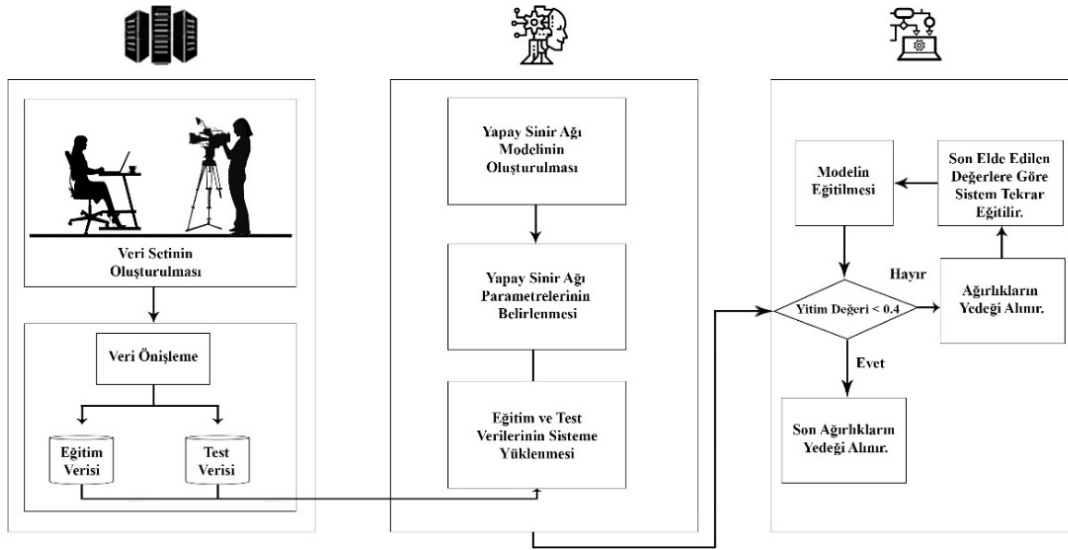 Veri Setinin
Oluşturulması
Veri Önişleme
Eğitim
Verisi
Test
Verisi
Yapay Sinir Ağı
Modelinin
Oluşturulması
Yapay Sinir Ağı
Parametrelerinin
Belirlenmesi
Eğitim ve Test
Verilerinin Sisteme
Yüklenmesi
Modelin
Eğitilmesi
Son Elde Edilen
Değerlere Göre
Sistem Tekrar
Eğitilir.
Hayır
Yitim Değeri < 0.4
Ağırlıkların
Yedeği Alınır.
Evet
Son Ağırlıkların
Yedeği Alınır.